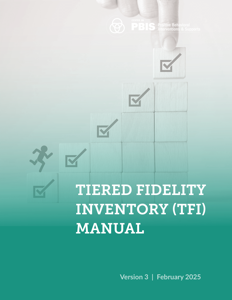 PBIS
TIERED FIDELITY
INVENTORY (TFI)
MANUAL
Version 3 | February 2025